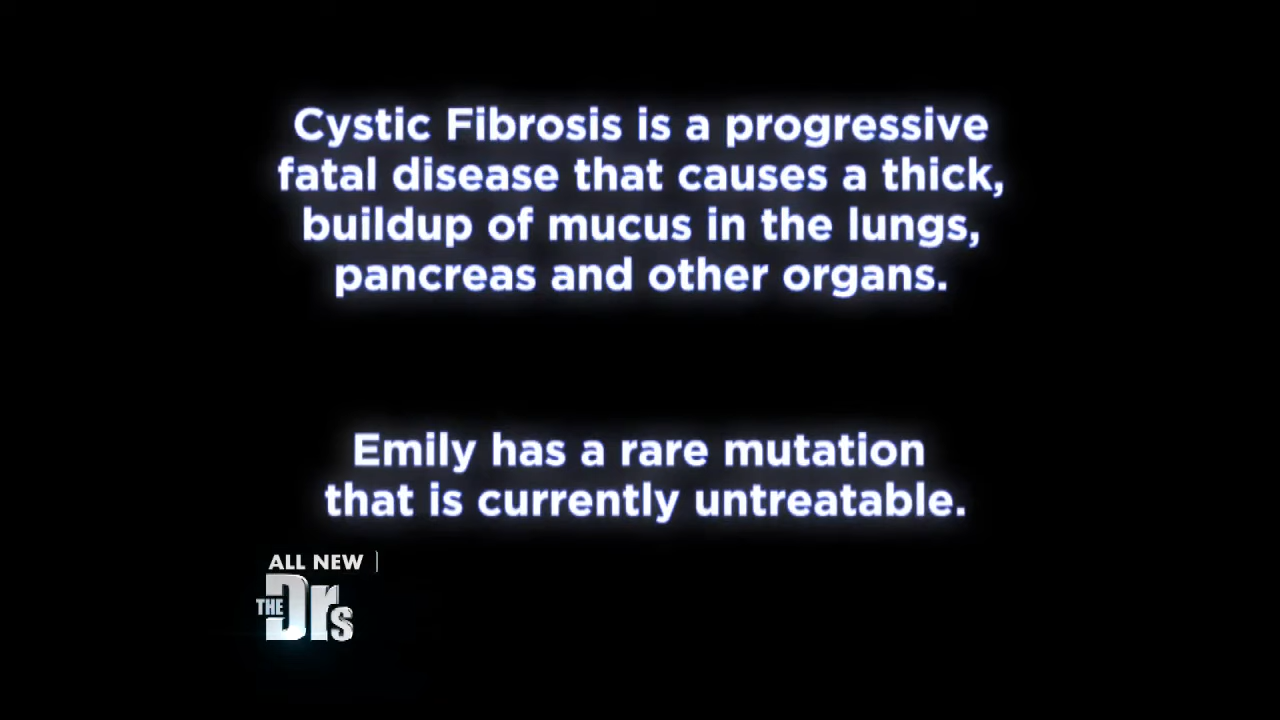 Cystic Fibrosis is a progressive
fatal disease that causes a thick,
buildup of mucus in the lungs,
pancreas and other organs.
Emily has a rare mutation
that is currently untreatable.
ALL NEW
THE Drs